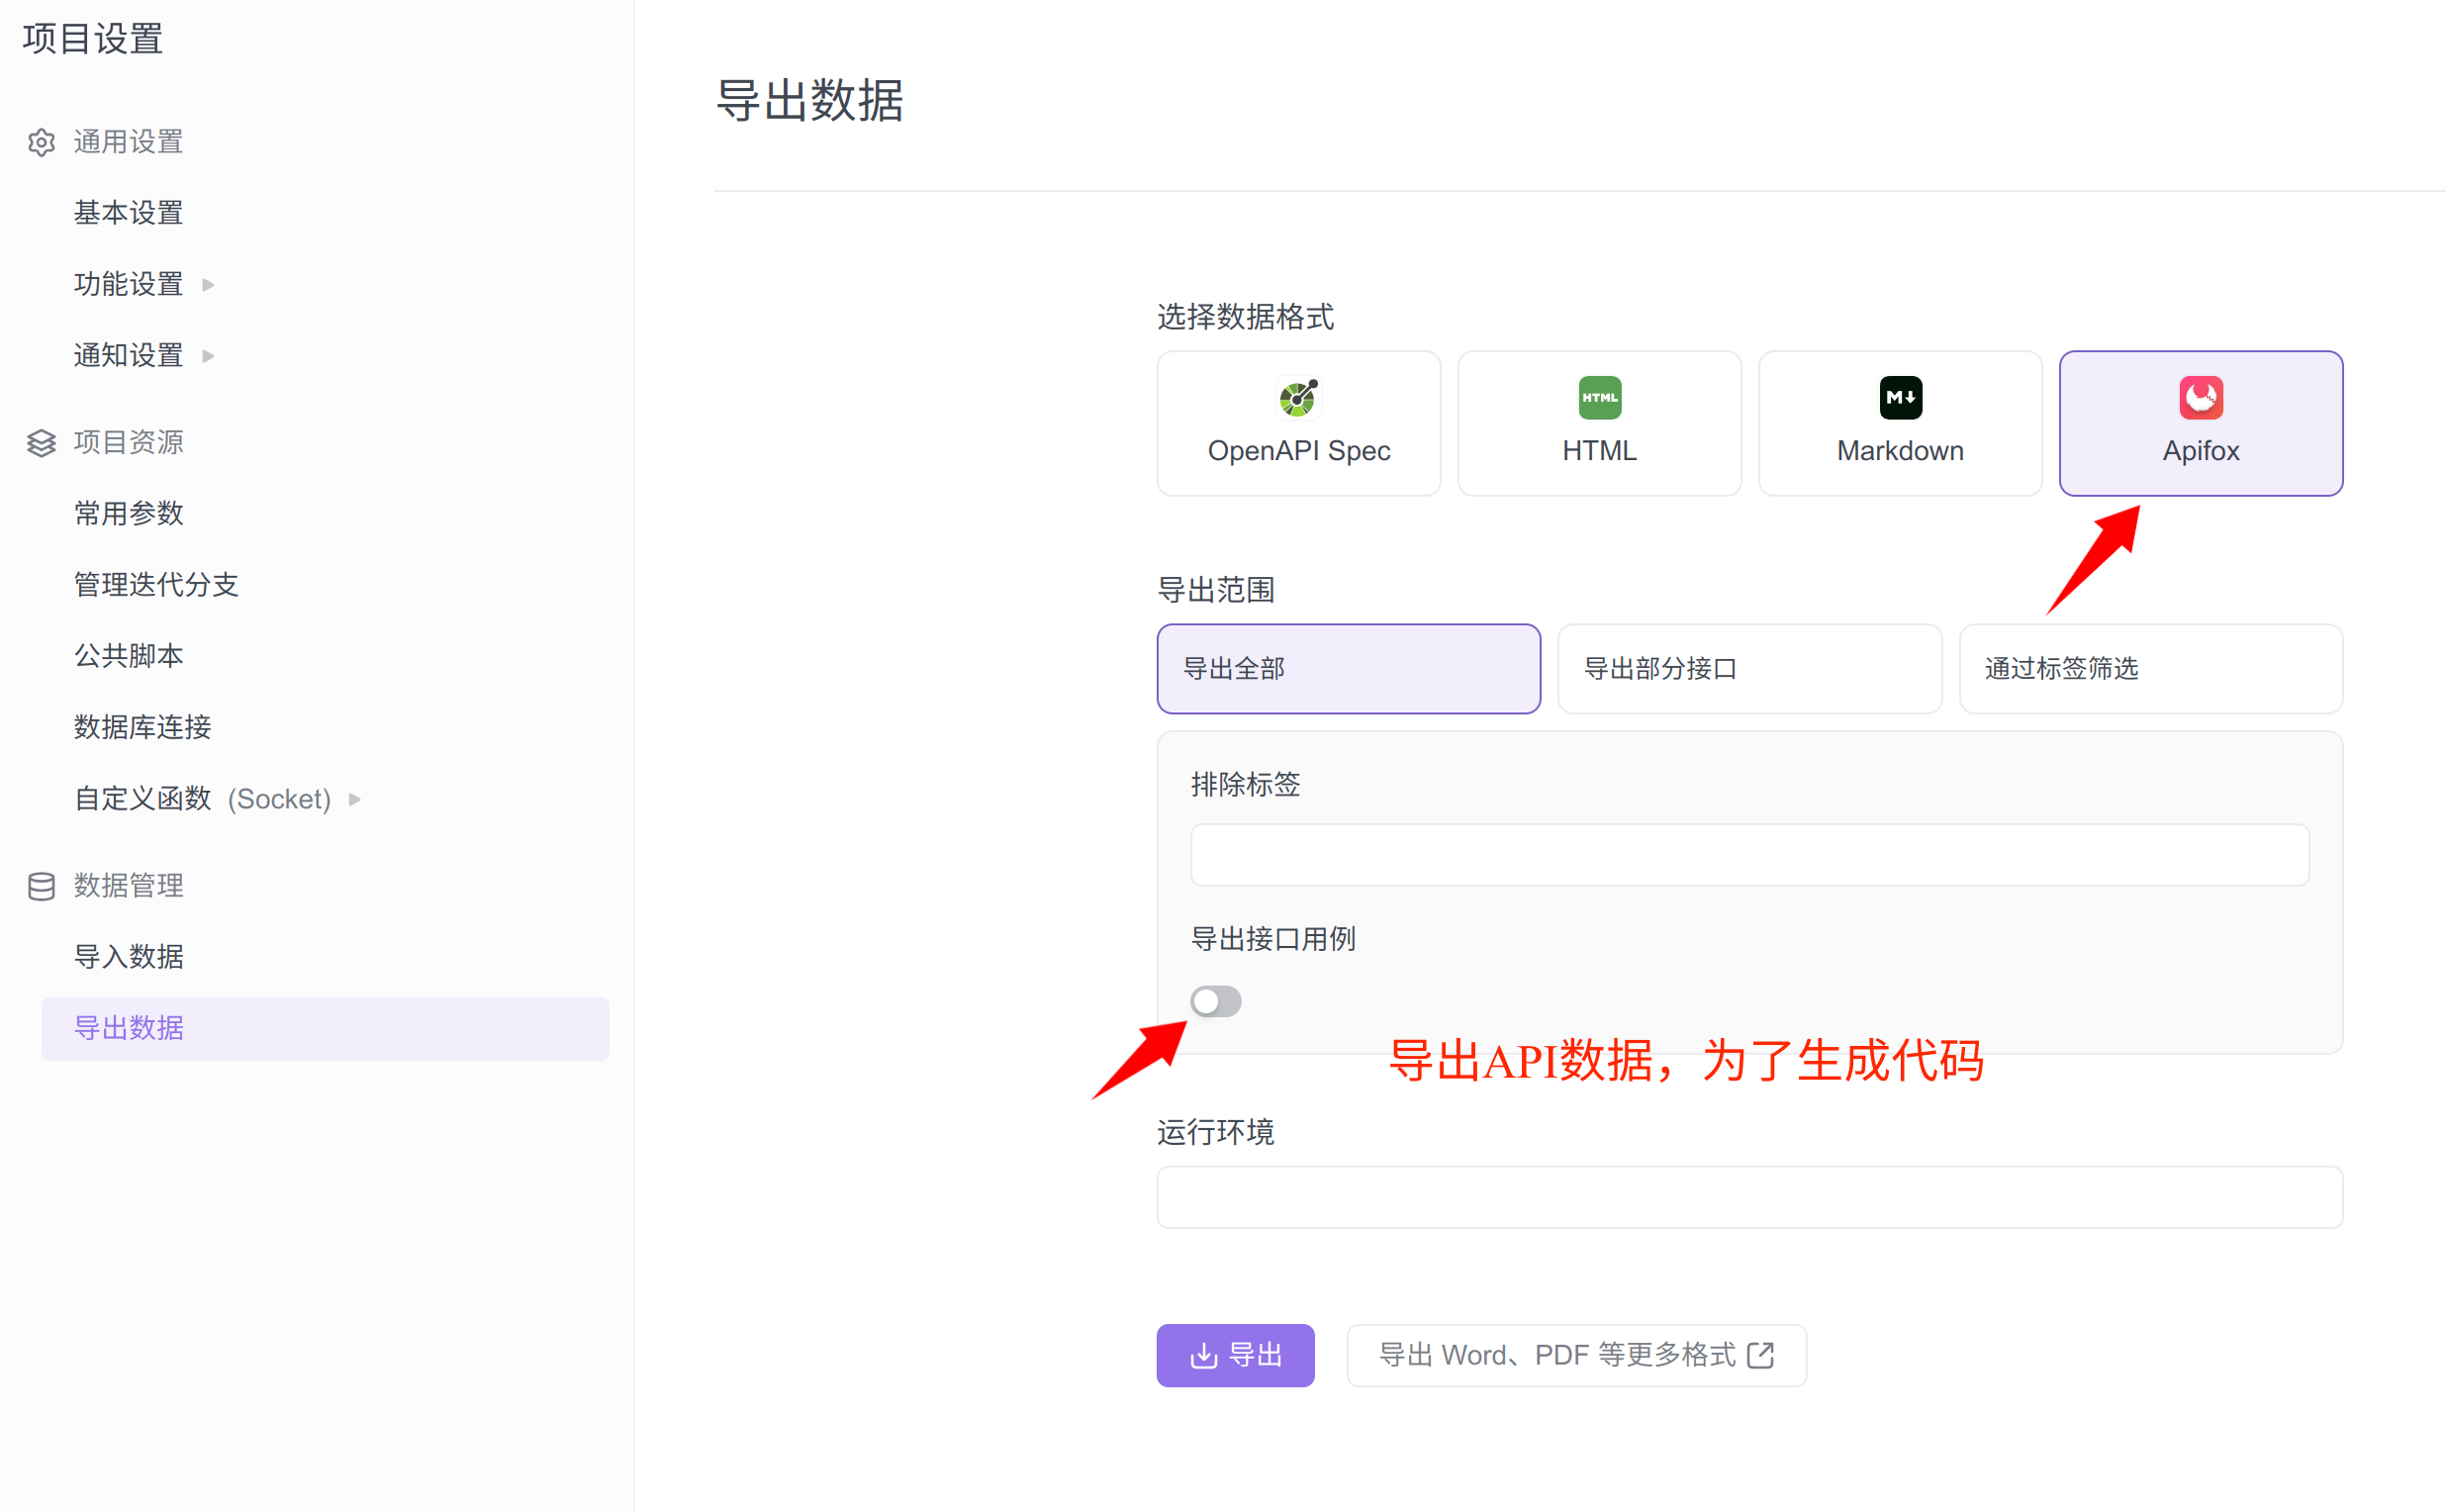 项目设置
通用设置
基本设置
功能设置
通知设置
项目资源
常用参数
管理迭代分支
公共脚本
数据库连接
自定义函数 (Socket)
数据管理
导入数据
导出数据
导出数据
选择数据格式
OpenAPI Spec
HTML
HTML
M
Markdown
Apifox
导出范围
导出全部
导出部分接口
通过标签筛选
排除标签
导出接口用例
导出API数据，为了生成代码
运行环境
导出
导出 Word、PDF 等更多格式